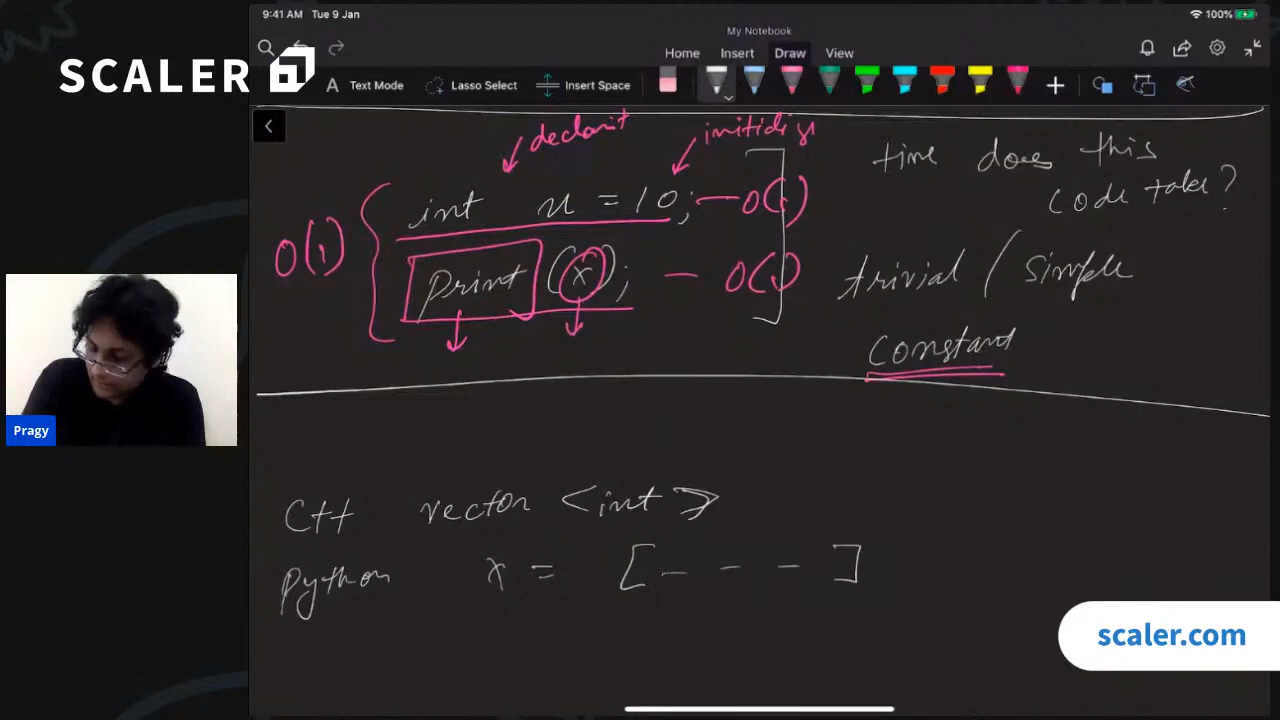 9:41 AM Tue 9 Jan
100%
My Notebook
Home Insert Draw View
SCALER
Text Mode Lasso Select Insert Space
declarit initidise
time does this
code take?
int x = 10; - O(1)
O(1)
print (x); - O(1)
trivial / simple
constant
Pragy
C++ vector <int>
Python x = [- - - ]
scaler.com